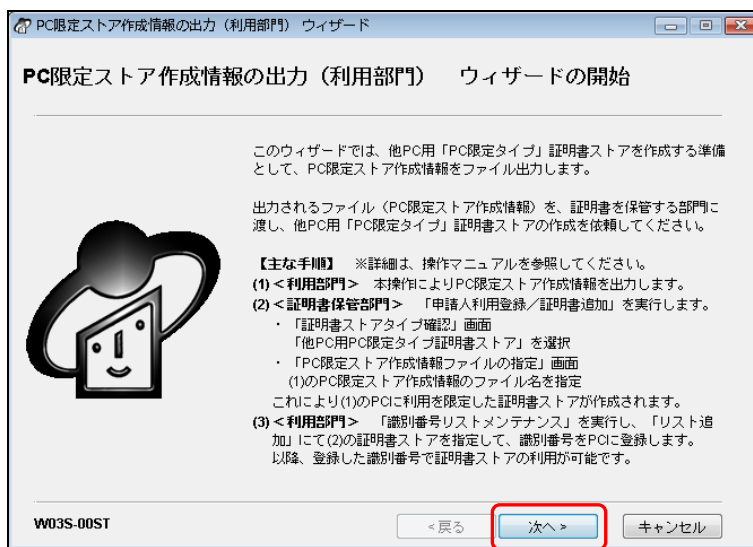 PC限定ストア作成情報の出力（利用部門） ウィザード
PC限定ストア作成情報の出力（利用部門）　ウィザードの開始
このウィザードでは、他PC用「PC限定タイプ」証明書ストアを作成する準備
として、PC限定ストア作成情報をファイル出力します。
出力されるファイル（PC限定ストア作成情報）を、証明書を保管する部門に
渡し、他PC用「PC限定タイプ」証明書ストアの作成を依頼してください。
【主な手順】　※詳細は、操作マニュアルを参照してください。
(1)＜利用部門＞　本操作によりPC限定ストア作成情報を出力します。
(2)＜証明書保管部門＞　「申請人利用登録／証明書追加」を実行します。
・「証明書ストアタイプ確認」画面
「他PC用PC限定タイプ証明書ストア」を選択
・「PC限定ストア作成情報ファイルの指定」画面
(1)のPC限定ストア作成情報のファイル名を指定
これにより(1)のPCに利用を限定した証明書ストアが作成されます。
(3)＜利用部門＞　「識別番号リストメンテナンス」を実行し、「リスト追
加」にて(2)の証明書ストアを指定して、識別番号をPCに登録します。
以降、登録した識別番号で証明書ストアの利用が可能です。
W03S-00ST
<戻る
次へ>
キャンセル